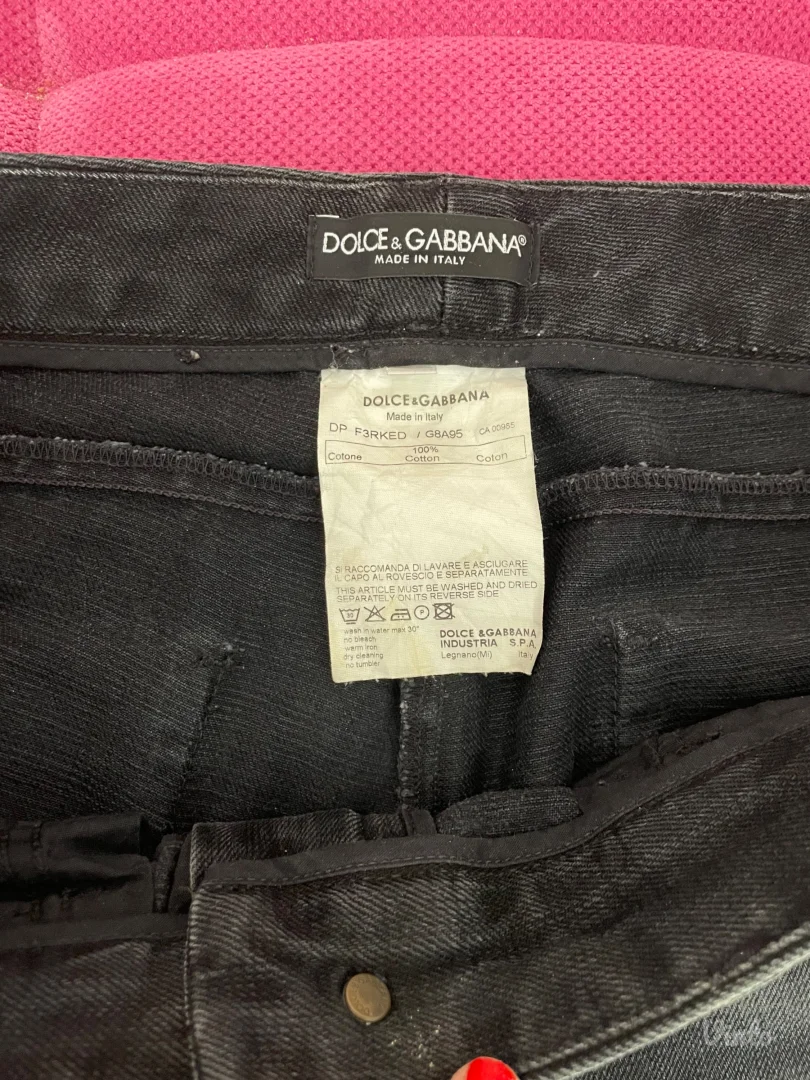 DOLCE & GABBANA®
MADE IN ITALY
DOLCE & GABBANA
Made in Italy
DP F3RKED / G8A95 CA 00985
100%
Cotone Cotton Coton
SI RACCOMANDA DI LAVARE E ASCIUGARE
IL CAPO AL ROVESCIO E SEPARATAMENTE
THIS ARTICLE MUST BE WASHED AND DRIED
SEPARATELY ON ITS REVERSE SIDE
30 P
wash in water max 30°
no bleach
warm iron
dry cleaning
no tumbler
DOLCE & GABBANA
INDUSTRIA S.P.A.
Legnano(Mi) Italy